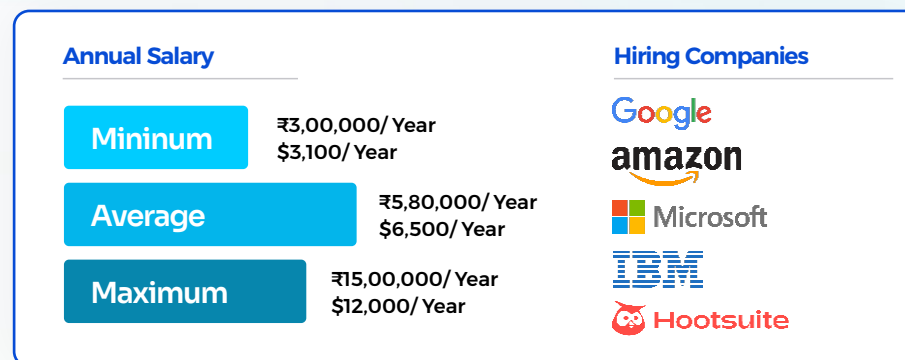 Annual Salary
Mininum
₹3,00,000/ Year
$3,100/ Year
Average
₹5,80,000/ Year
$6,500/ Year
Maximum
₹15,00,000/ Year
$12,000/ Year
Hiring Companies
Google
amazon
Microsoft
IBM
Hootsuite